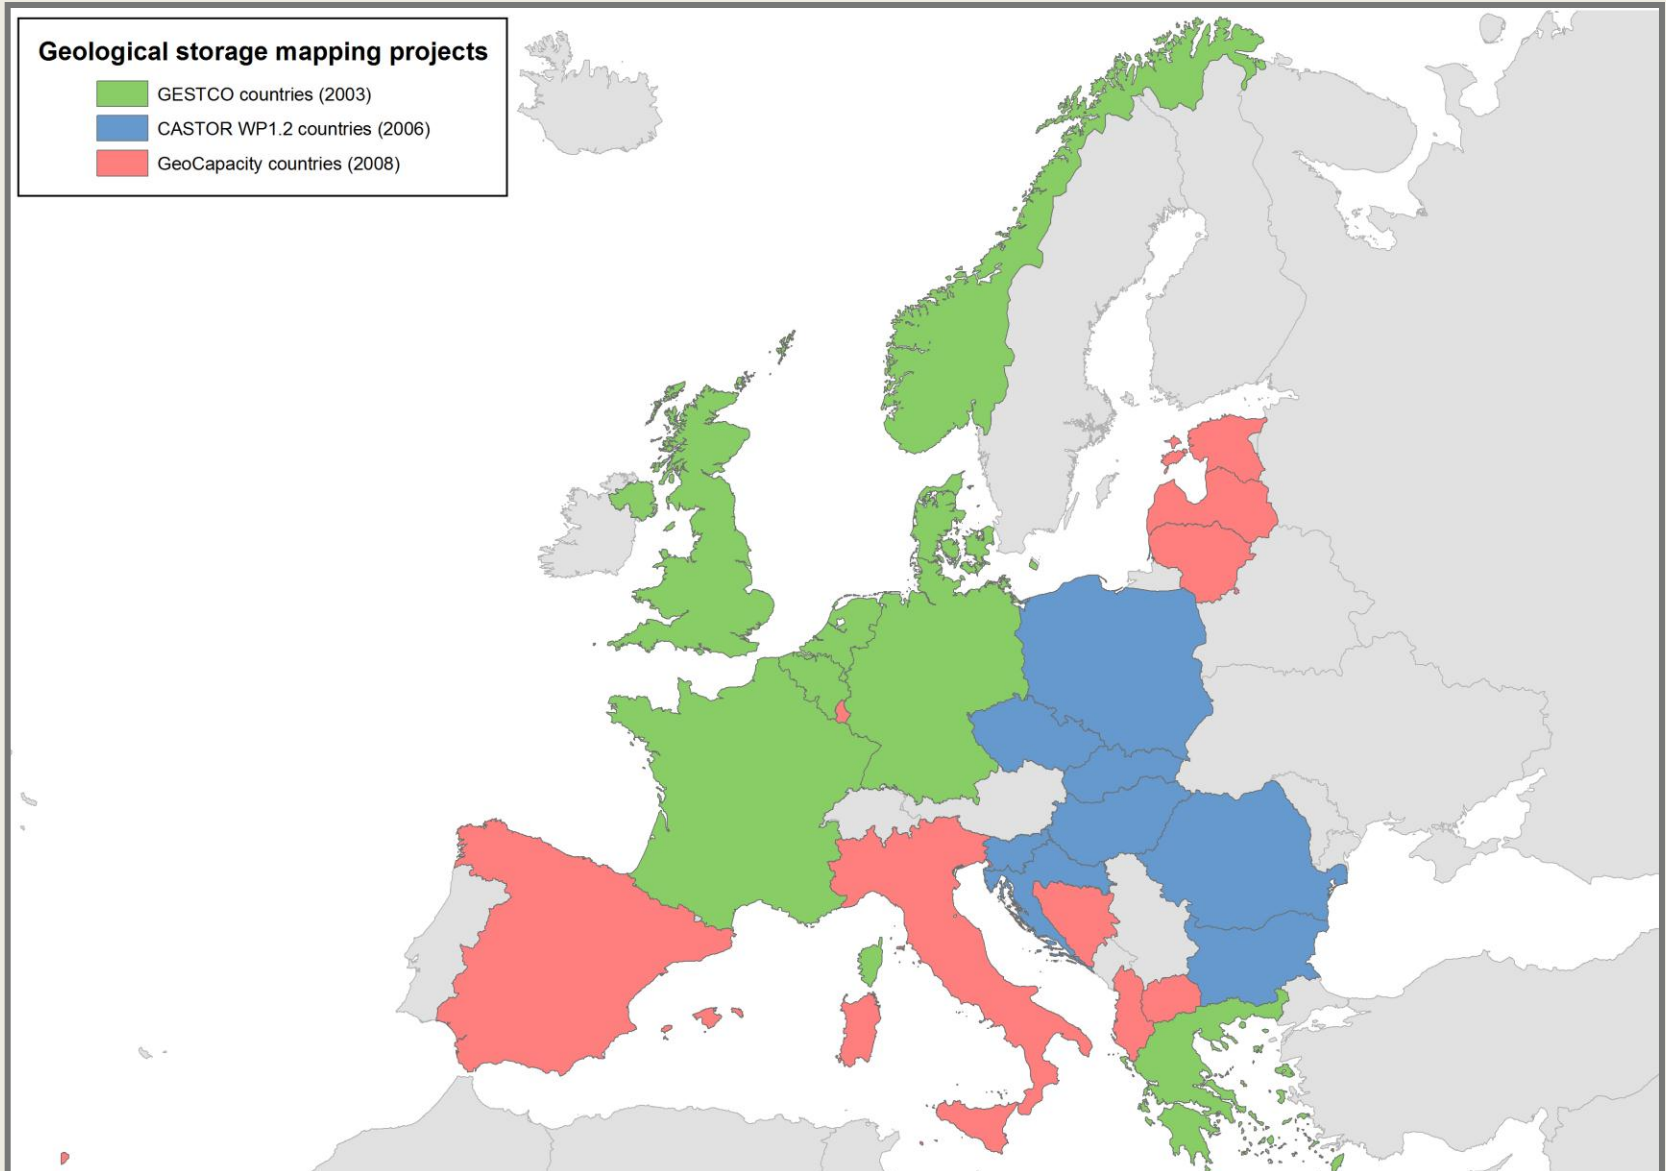 Geological storage mapping projects
GESTCO countries (2003)
CASTOR WP1.2 countries (2006)
GeoCapacity countries (2008)